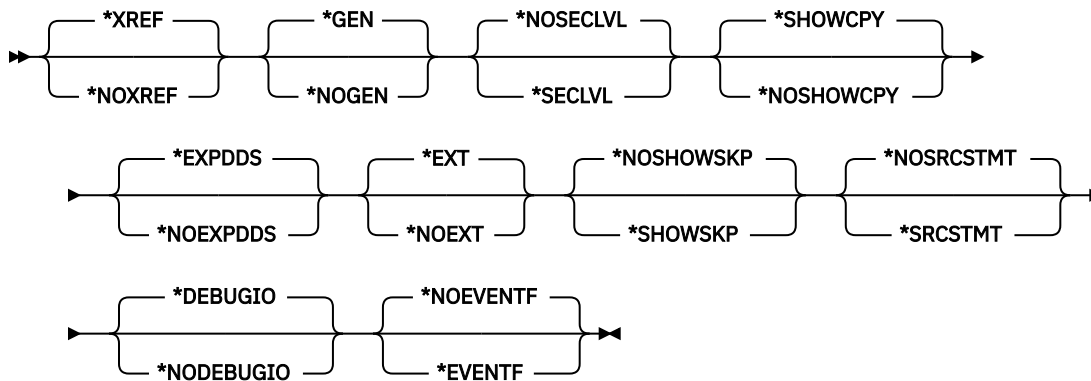 *XREF *GEN *NOSECLVL *SHOWCPY
*NOXREF *NOGEN *SECLVL *NOSHOWCPY
*EXPDDS *EXT *NOSHOWSKP *NOSRCSTMT
*NOEXPDDS *NOEXT *SHOWSKP *SRCSTMT
*DEBUGIO *NOEVENTF
*NODEBUGIO *EVENTF